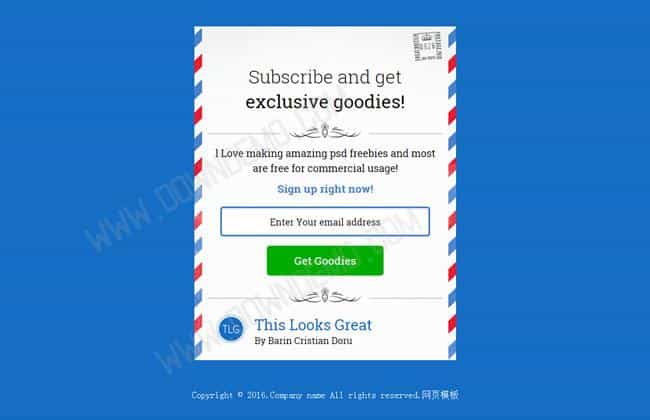 Subscribe and get
exclusive goodies!
I Love making amazing psd freebies and most
are free for commercial usage!
Sign up right now!
Enter Your email address
Get Goodies
TLG
This Looks Great
By Barin Cristian Doru
Copyright © 2016.Company name All rights reserved.网页模板
WWW.DOWNDEMO.COM
WWW.DOWNDEMO.COM